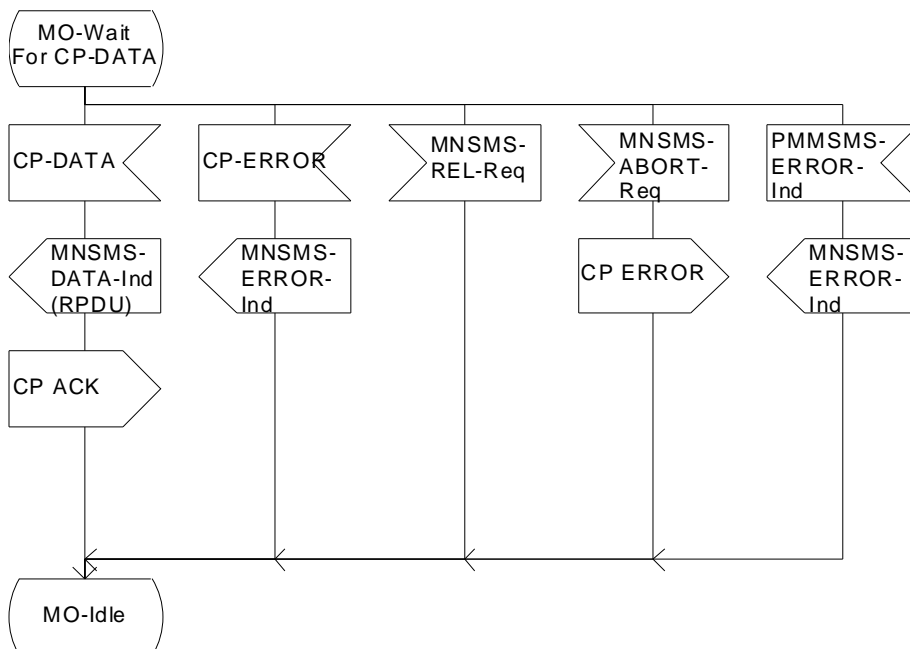 MO-Wait
For CP-DATA
CP-DATA
CP-ERROR
MNSMS-
REL-Req
MNSMS-
ABORT-
Req
PMMSMS-
ERROR-
Ind
MNSMS-
DATA-Ind
(RPDU)
MNSMS-
ERROR-
Ind
CP ERROR
MNSMS-
ERROR-
Ind
CP ACK
MO-Idle